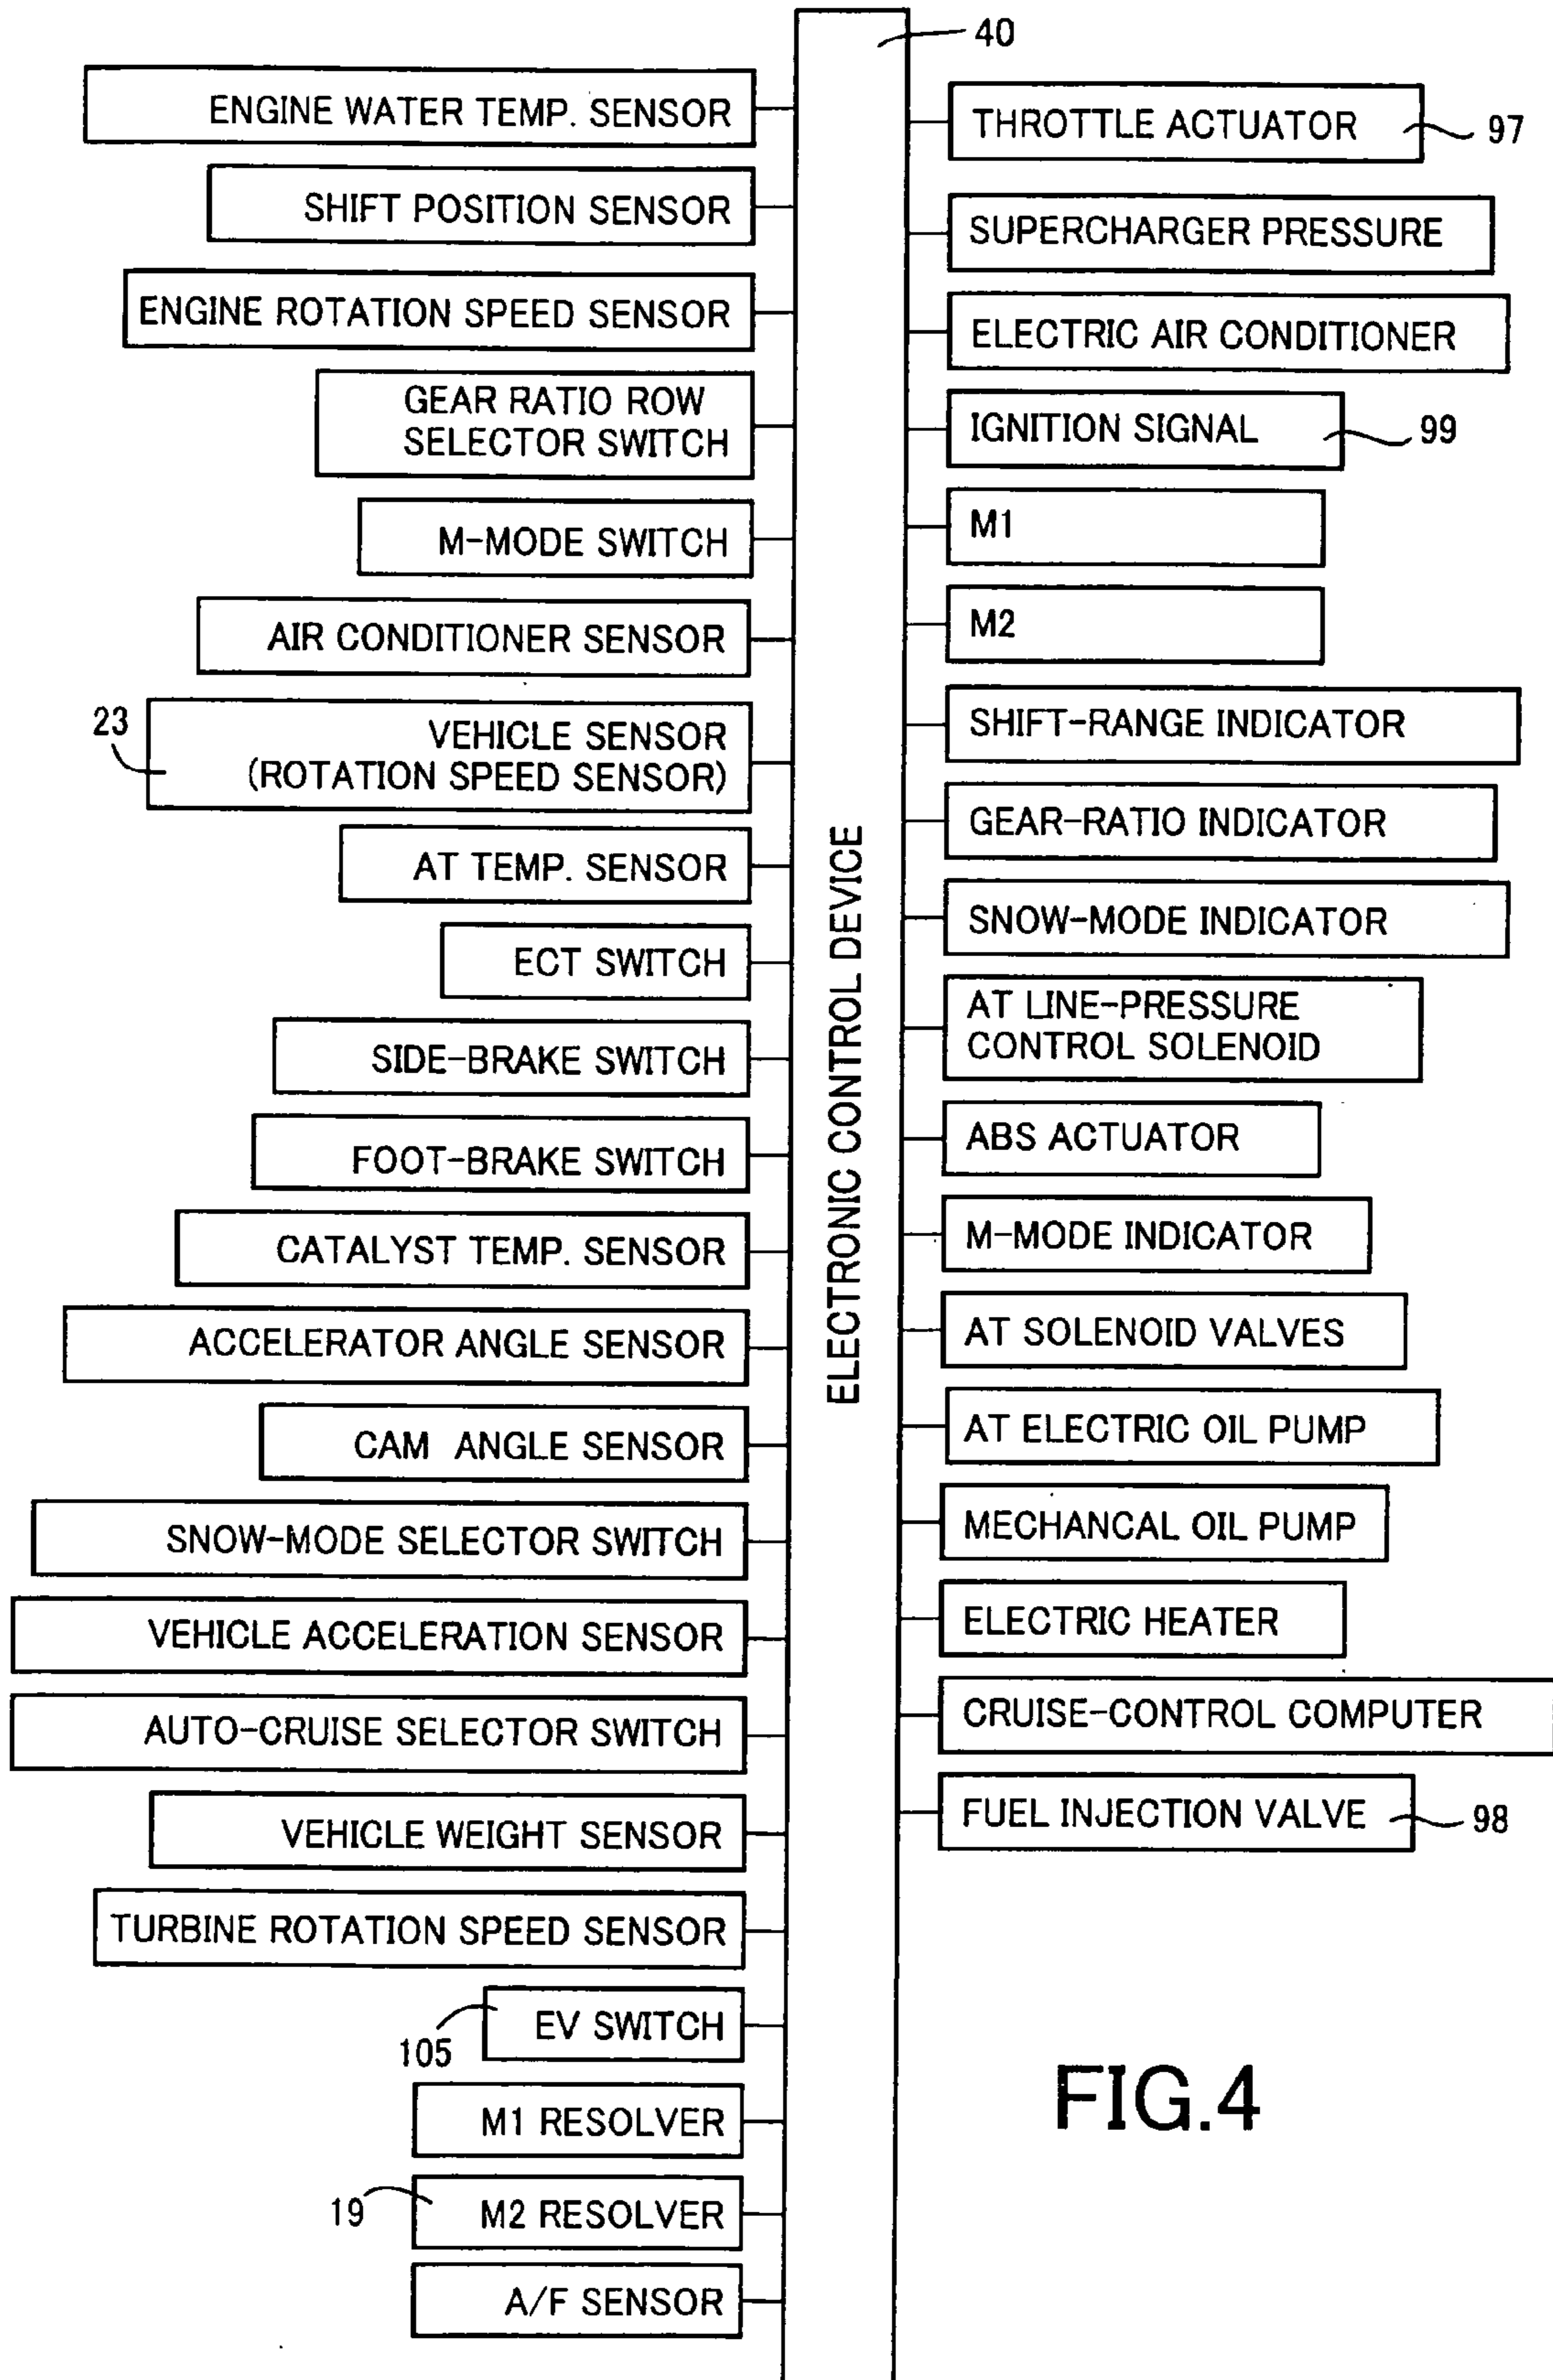 40
ENGINE WATER TEMP. SENSOR
SHIFT POSITION SENSOR
ENGINE ROTATION SPEED SENSOR
GEAR RATIO ROW
SELECTOR SWITCH
M-MODE SWITCH
AIR CONDITIONER SENSOR
23
VEHICLE SENSOR
(ROTATION SPEED SENSOR)
AT TEMP. SENSOR
ECT SWITCH
SIDE-BRAKE SWITCH
FOOT-BRAKE SWITCH
CATALYST TEMP. SENSOR
ACCELERATOR ANGLE SENSOR
CAM ANGLE SENSOR
SNOW-MODE SELECTOR SWITCH
VEHICLE ACCELERATION SENSOR
AUTO-CRUISE SELECTOR SWITCH
VEHICLE WEIGHT SENSOR
TURBINE ROTATION SPEED SENSOR
EV SWITCH
105
M1 RESOLVER
19
M2 RESOLVER
A/F SENSOR
ELECTRONIC CONTROL DEVICE
THROTTLE ACTUATOR
97
SUPERCHARGER PRESSURE
ELECTRIC AIR CONDITIONER
IGNITION SIGNAL
99
M1
M2
SHIFT-RANGE INDICATOR
GEAR-RATIO INDICATOR
SNOW-MODE INDICATOR
AT LINE-PRESSURE
CONTROL SOLENOID
ABS ACTUATOR
M-MODE INDICATOR
AT SOLENOID VALVES
AT ELECTRIC OIL PUMP
MECHANCAL OIL PUMP
ELECTRIC HEATER
CRUISE-CONTROL COMPUTER
FUEL INJECTION VALVE
98
FIG.4